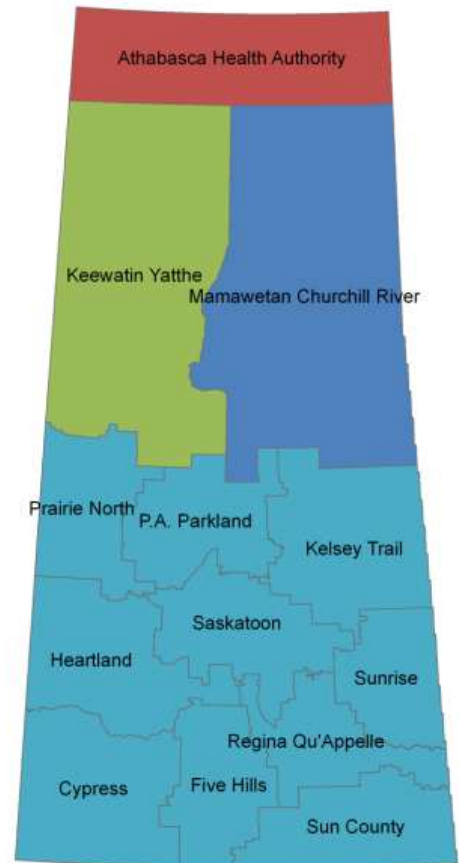 Athabasca Health Authority
Keewatin Yatthe
Mamawetan Churchill River
Prairie North
P.A. Parkland
Kelsey Trail
Saskatoon
Heartland
Sunrise
Regina Qu'Appelle
Cypress
Five Hills
Sun County